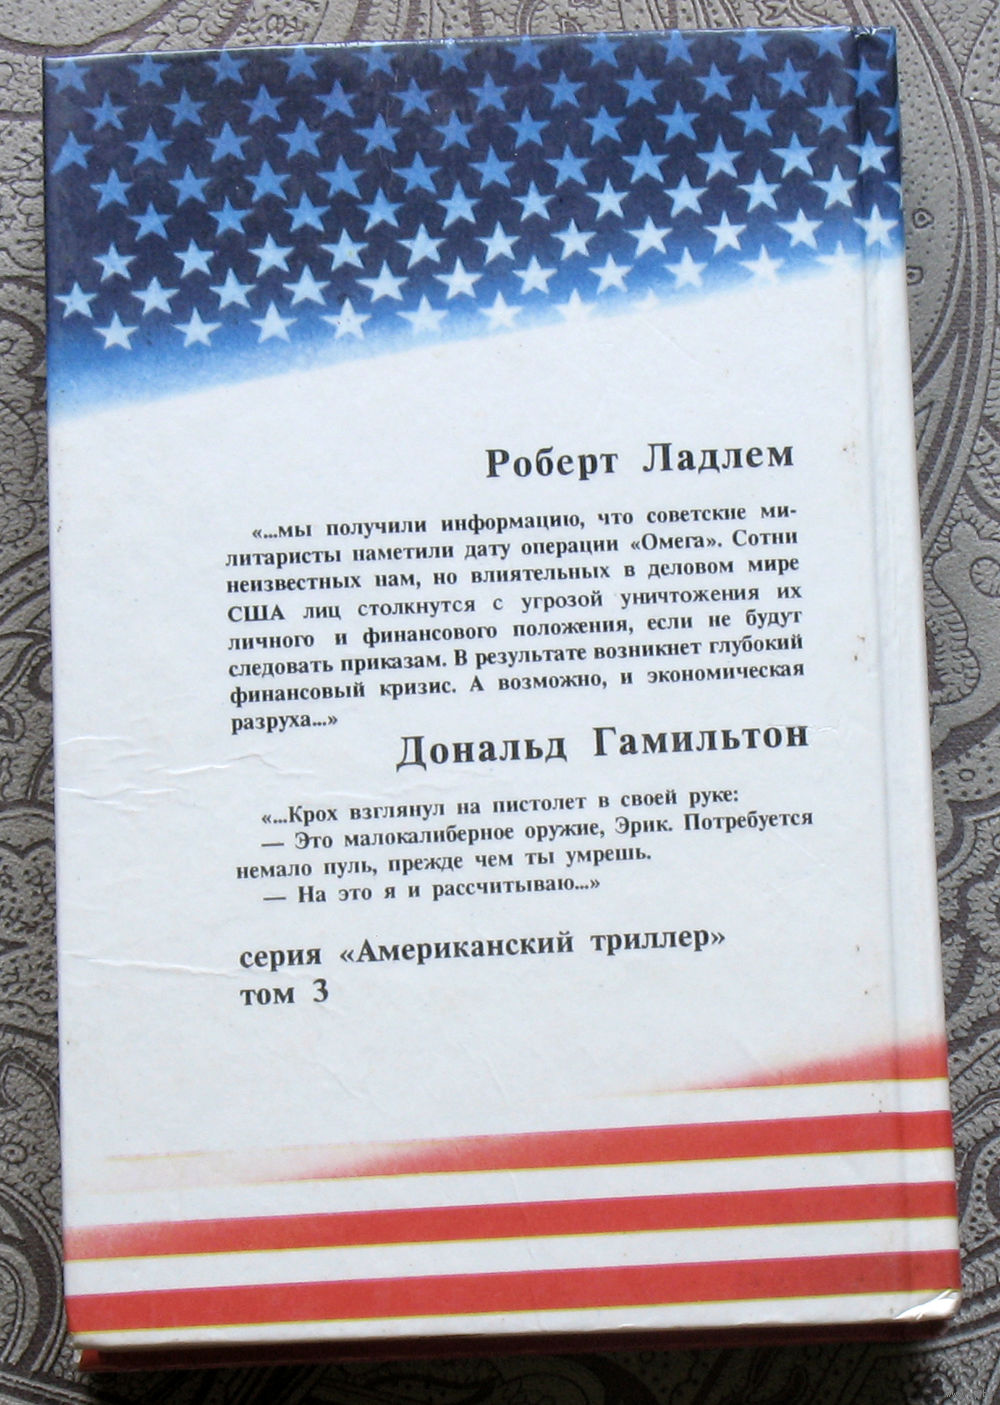 Роберт Ладлем
«...мы получили информацию, что советские ми-
литаристы наметили дату операции «Омега». Сотни
неизвестных нам, но влиятельных в деловом мире
США лиц столкнутся с угрозой уничтожения их
личного и финансового положения, если не будут
следовать приказам. В результате возникнет глубокий
финансовый кризис. А возможно, и экономическая
разруха...»
Дональд Гамильтон
«...Крох взглянул на пистолет в своей руке:
— Это малокалиберное оружие, Эрик. Потребуется
немало пуль, прежде чем ты умрешь.
— На это я и рассчитываю...»
серия «Американский триллер»
том 3